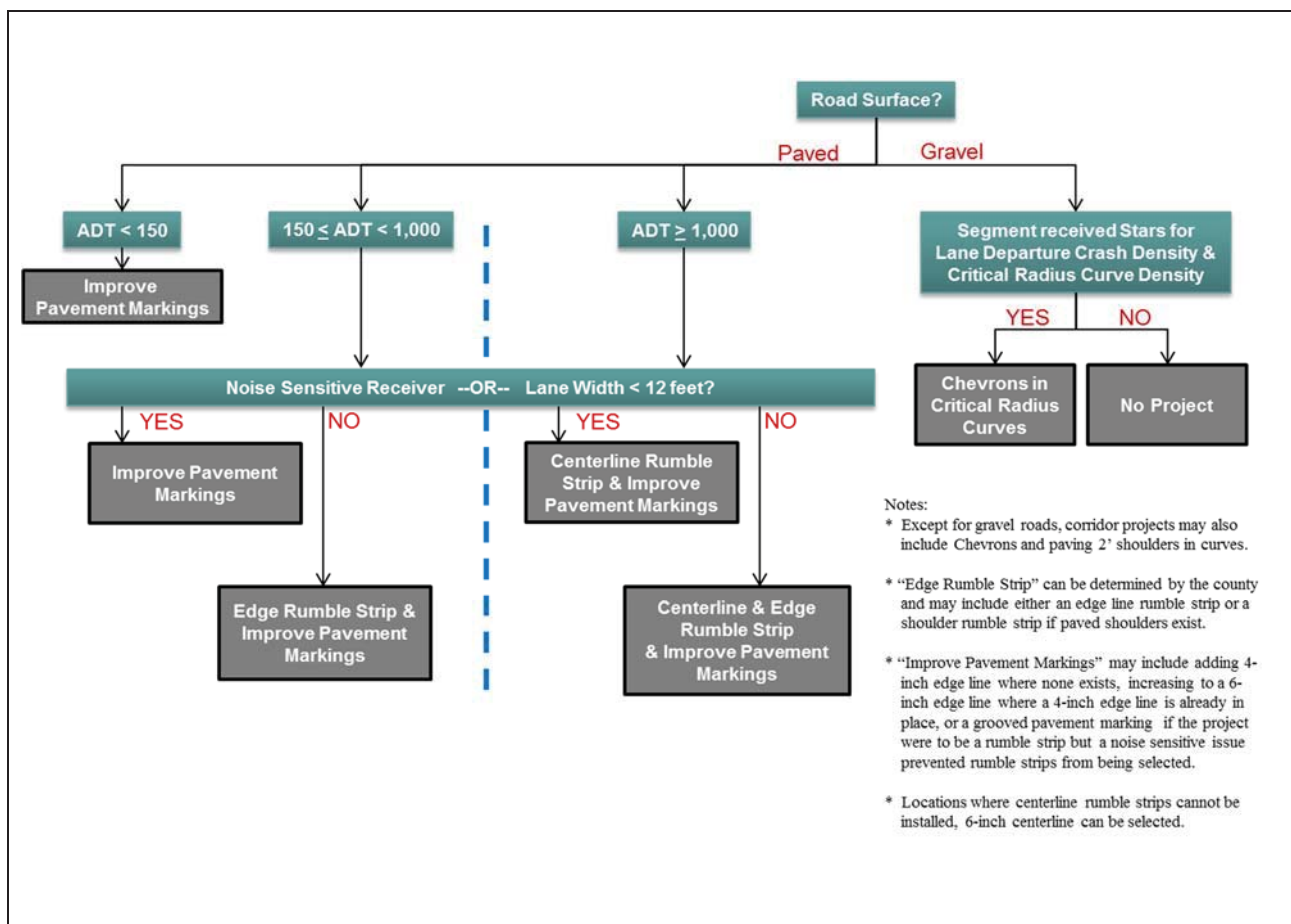 Road Surface?
Paved
Gravel
ADT < 150
150 ≤ ADT < 1,000
ADT ≥ 1,000
Segment received Stars for
Lane Departure Crash Density &
Critical Radius Curve Density
Improve
Pavement Markings
YES
NO
Noise Sensitive Receiver --OR-- Lane Width < 12 feet?
Chevrons in
Critical Radius
Curves
No Project
YES
NO
YES
NO
Improve Pavement
Markings
Centerline Rumble
Strip & Improve
Pavement Markings
Edge Rumble Strip &
Improve Pavement
Markings
Centerline & Edge
Rumble Strip
& Improve Pavement
Markings
Notes:
* Except for gravel roads, corridor projects may also
include Chevrons and paving 2’ shoulders in curves.
* “Edge Rumble Strip” can be determined by the county
and may include either an edge line rumble strip or a
shoulder rumble strip if paved shoulders exist.
* “Improve Pavement Markings” may include adding 4-
inch edge line where none exists, increasing to a 6-
inch edge line where a 4-inch edge line is already in
place, or a grooved pavement marking if the project
were to be a rumble strip but a noise sensitive issue
prevented rumble strips from being selected.
* Locations where centerline rumble strips cannot be
installed, 6-inch centerline can be selected.